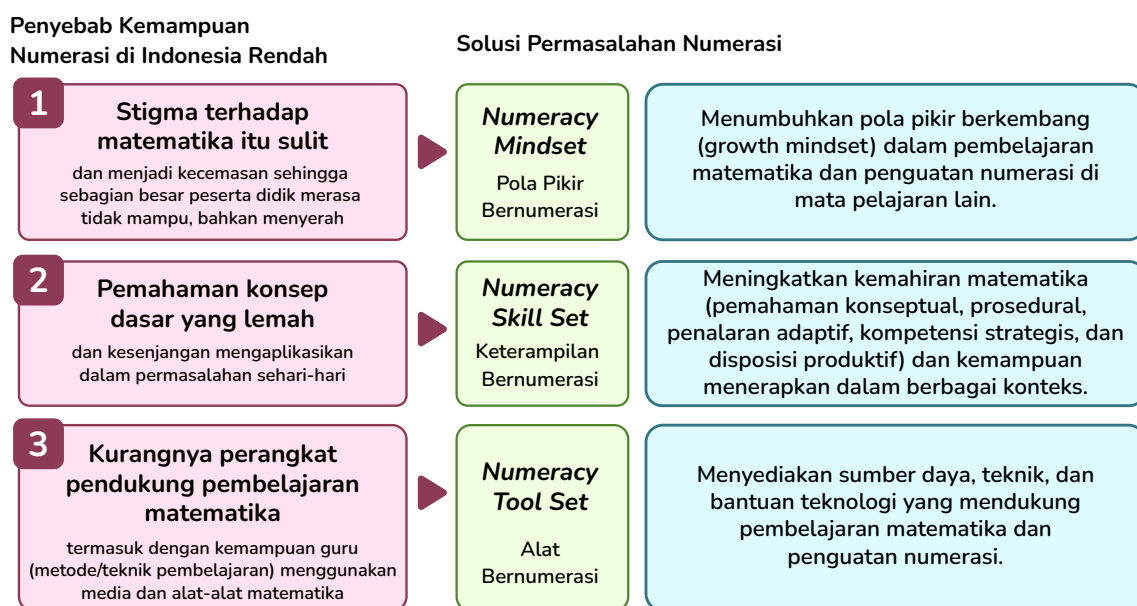 Penyebab Kemampuan
Numerasi di Indonesia Rendah
Solusi Permasalahan Numerasi
1
Stigma terhadap
matematika itu sulit
dan menjadi kecemasan sehingga
sebagian besar peserta didik merasa
tidak mampu, bahkan menyerah
Numeracy
Mindset
Pola Pikir
Bernumerasi
Menumbuhkan pola pikir berkembang
(growth mindset) dalam pembelajaran
matematika dan penguatan numerasi di
mata pelajaran lain.
2
Pemahaman konsep
dasar yang lemah
dan kesenjangan mengaplikasikan
dalam permasalahan sehari-hari
Numeracy
Skill Set
Keterampilan
Bernumerasi
Meningkatkan kemahiran matematika
(pemahaman konseptual, prosedural,
penalaran adaptif, kompetensi strategis, dan
disposisi produktif) dan kemampuan
menerapkan dalam berbagai konteks.
3
Kurangnya perangkat
pendukung pembelajaran
matematika
termasuk dengan kemampuan guru
(metode/teknik pembelajaran) menggunakan
media dan alat-alat matematika
Numeracy
Tool Set
Alat
Bernumerasi
Menyediakan sumber daya, teknik, dan
bantuan teknologi yang mendukung
pembelajaran matematika dan
penguatan numerasi.